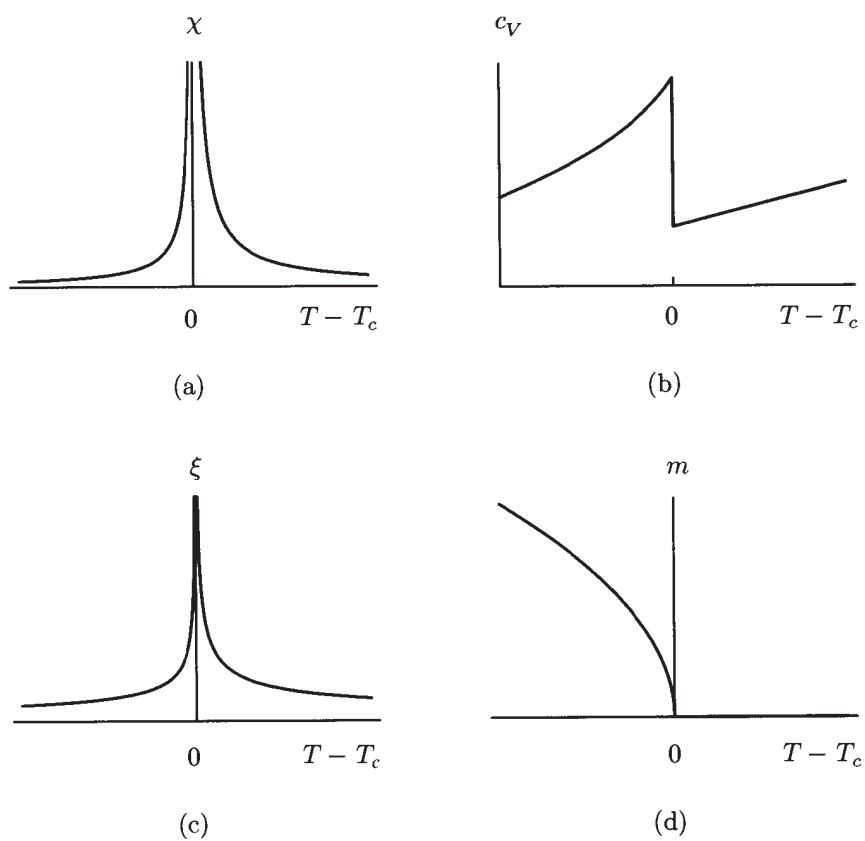 χ
c_V
0
T − T_c
0
T − T_c
(a)
(b)
ξ
m
0
T − T_c
0
T − T_c
(c)
(d)